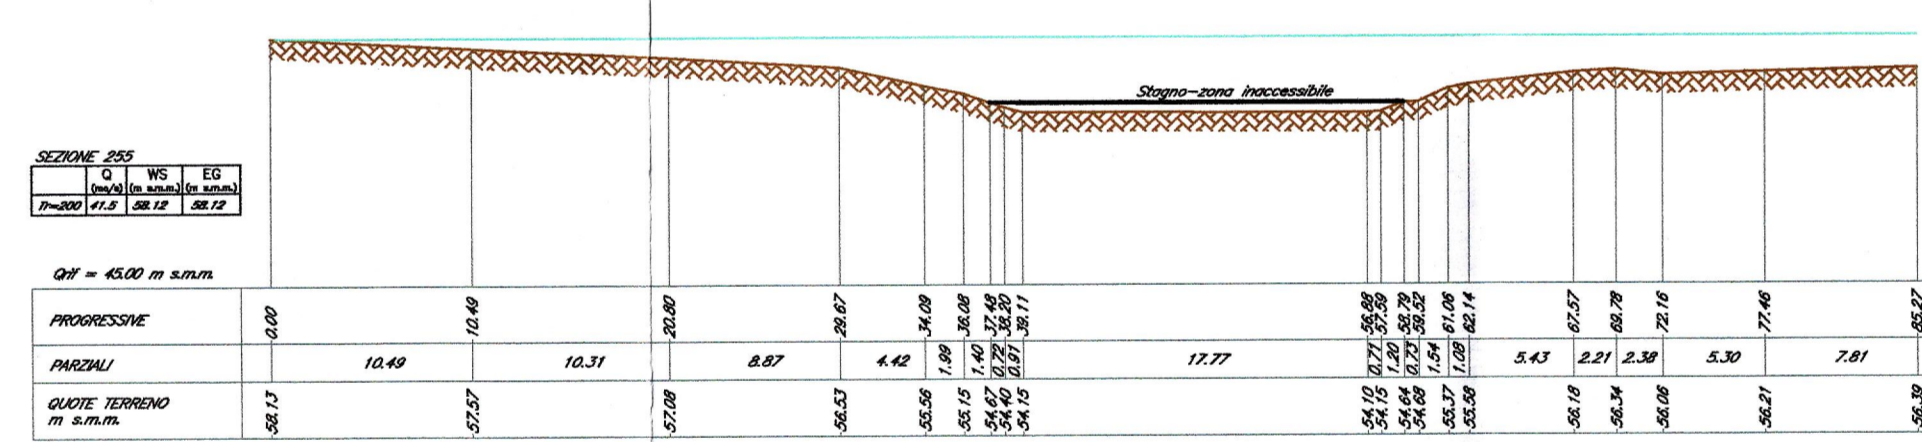 Stagno-zona inaccessibile
SEZIONE 255
Q WS EG
(mc/s) (m s.m.m.) (m s.m.m.)
Tr=200 41.5 58.12 58.12
Qrif = 45.00 m s.m.m.
PROGRESSIVE 0.00 10.49 20.80 29.67 34.09 36.08 37.48 38.20 39.11 56.88 57.59 58.79 59.52 61.06 62.14 67.57 69.78 72.16 77.46 85.27
PARZIALI 10.49 10.31 8.87 4.42 1.99 1.40 0.72 0.91 17.77 0.71 1.20 0.73 1.54 1.08 5.43 2.21 2.38 5.30 7.81
QUOTE TERRENO 58.13 57.57 57.08 56.53 55.56 55.15 54.67 54.40 54.15 54.10 54.15 54.64 54.68 55.37 55.58 56.18 56.34 56.06 56.21 56.39
m s.m.m.